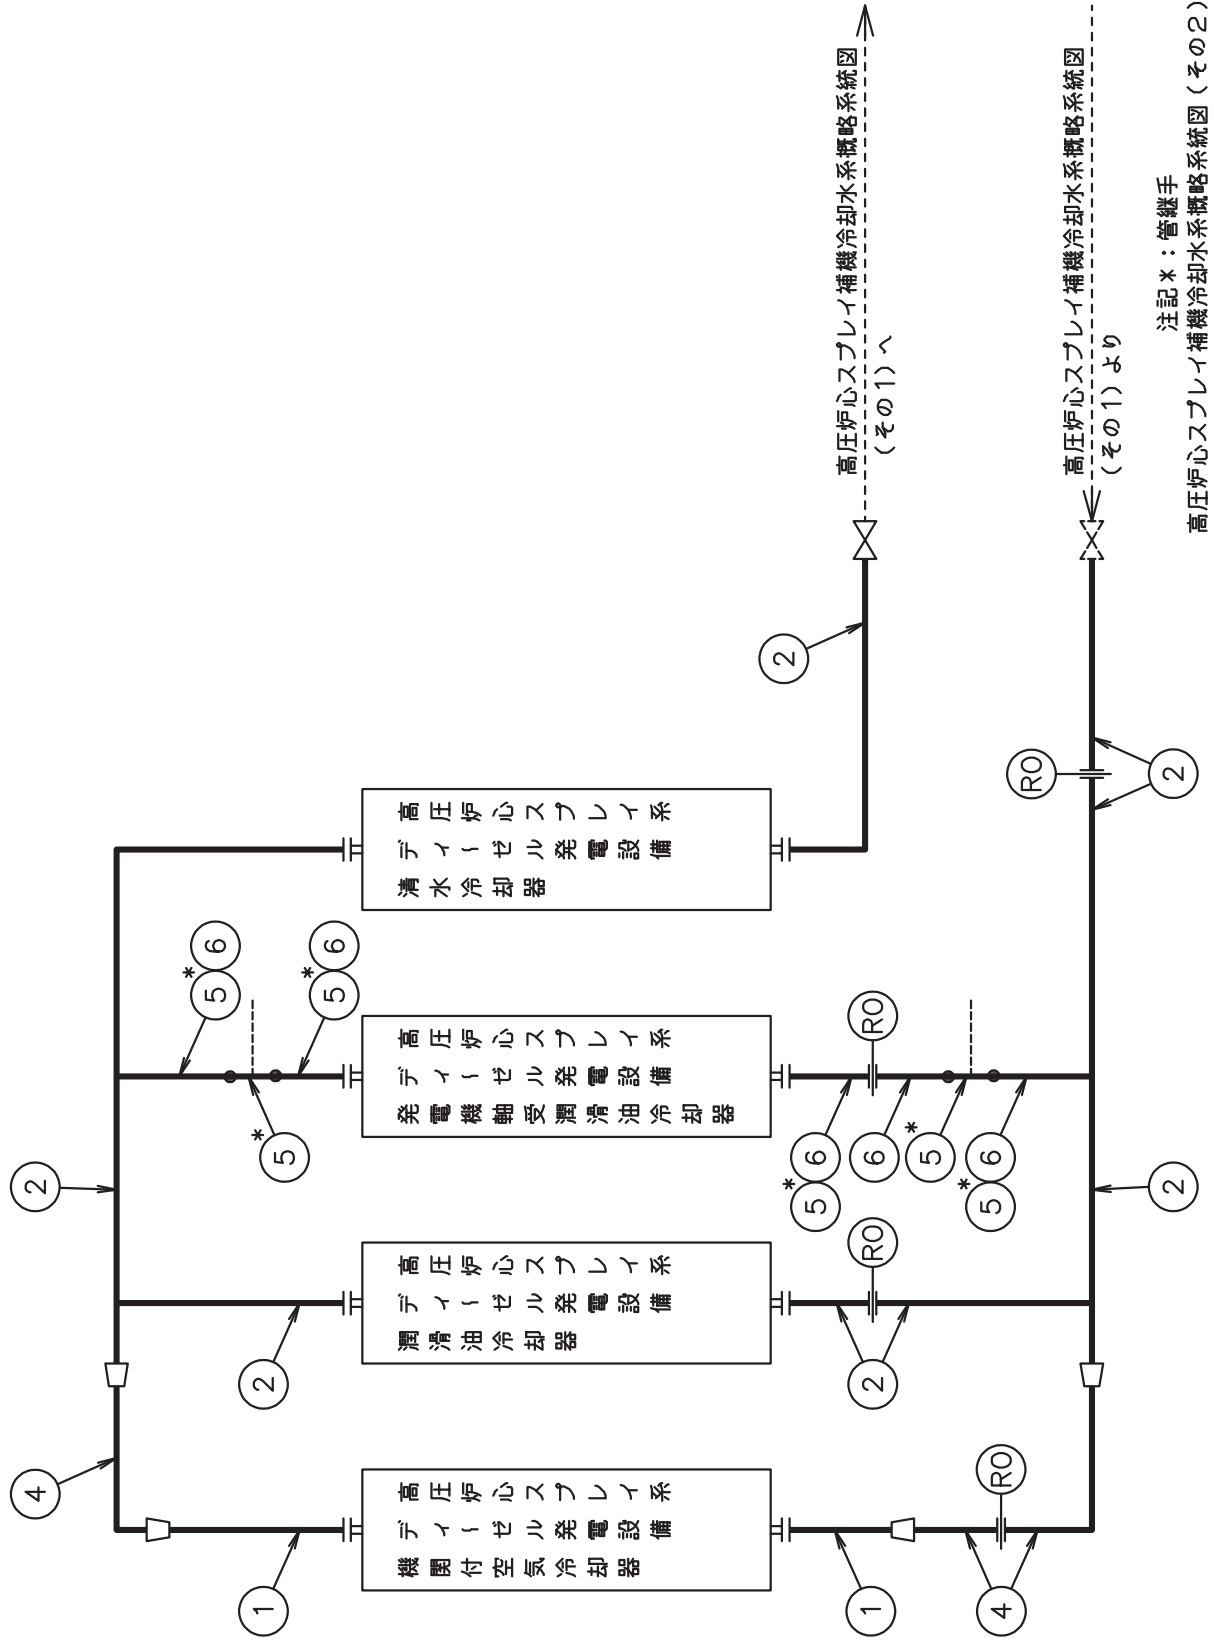 高圧炉心スプレイ系
ディーゼル発電設備
機関付空気冷却器
高圧炉心スプレイ系
ディーゼル発電設備
潤滑油冷却器
高圧炉心スプレイ系
ディーゼル発電設備
発電機軸受潤滑油冷却器
高圧炉心スプレイ系
ディーゼル発電設備
清水冷却器
高圧炉心スプレイ補機冷却水系概略系統図
(その1)へ
高圧炉心スプレイ補機冷却水系概略系統図
(その1)より
4
2
1
2
5*
5*6
5*6
2
1
4
RO
2
RO
5*6
6
5*
5*6
RO
2
RO
2
注記*:管継手
高圧炉心スプレイ補機冷却水系概略系統図(その2)